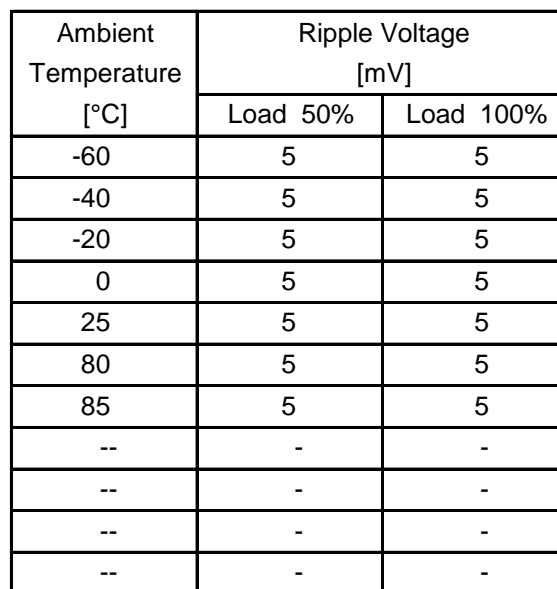 Ambient Temperature [°C] Ripple Voltage [mV]
Load 50% Load 100%
-60 5 5
-40 5 5
-20 5 5
0 5 5
25 5 5
80 5 5
85 5 5
-- - -
-- - -
-- - -
-- - -